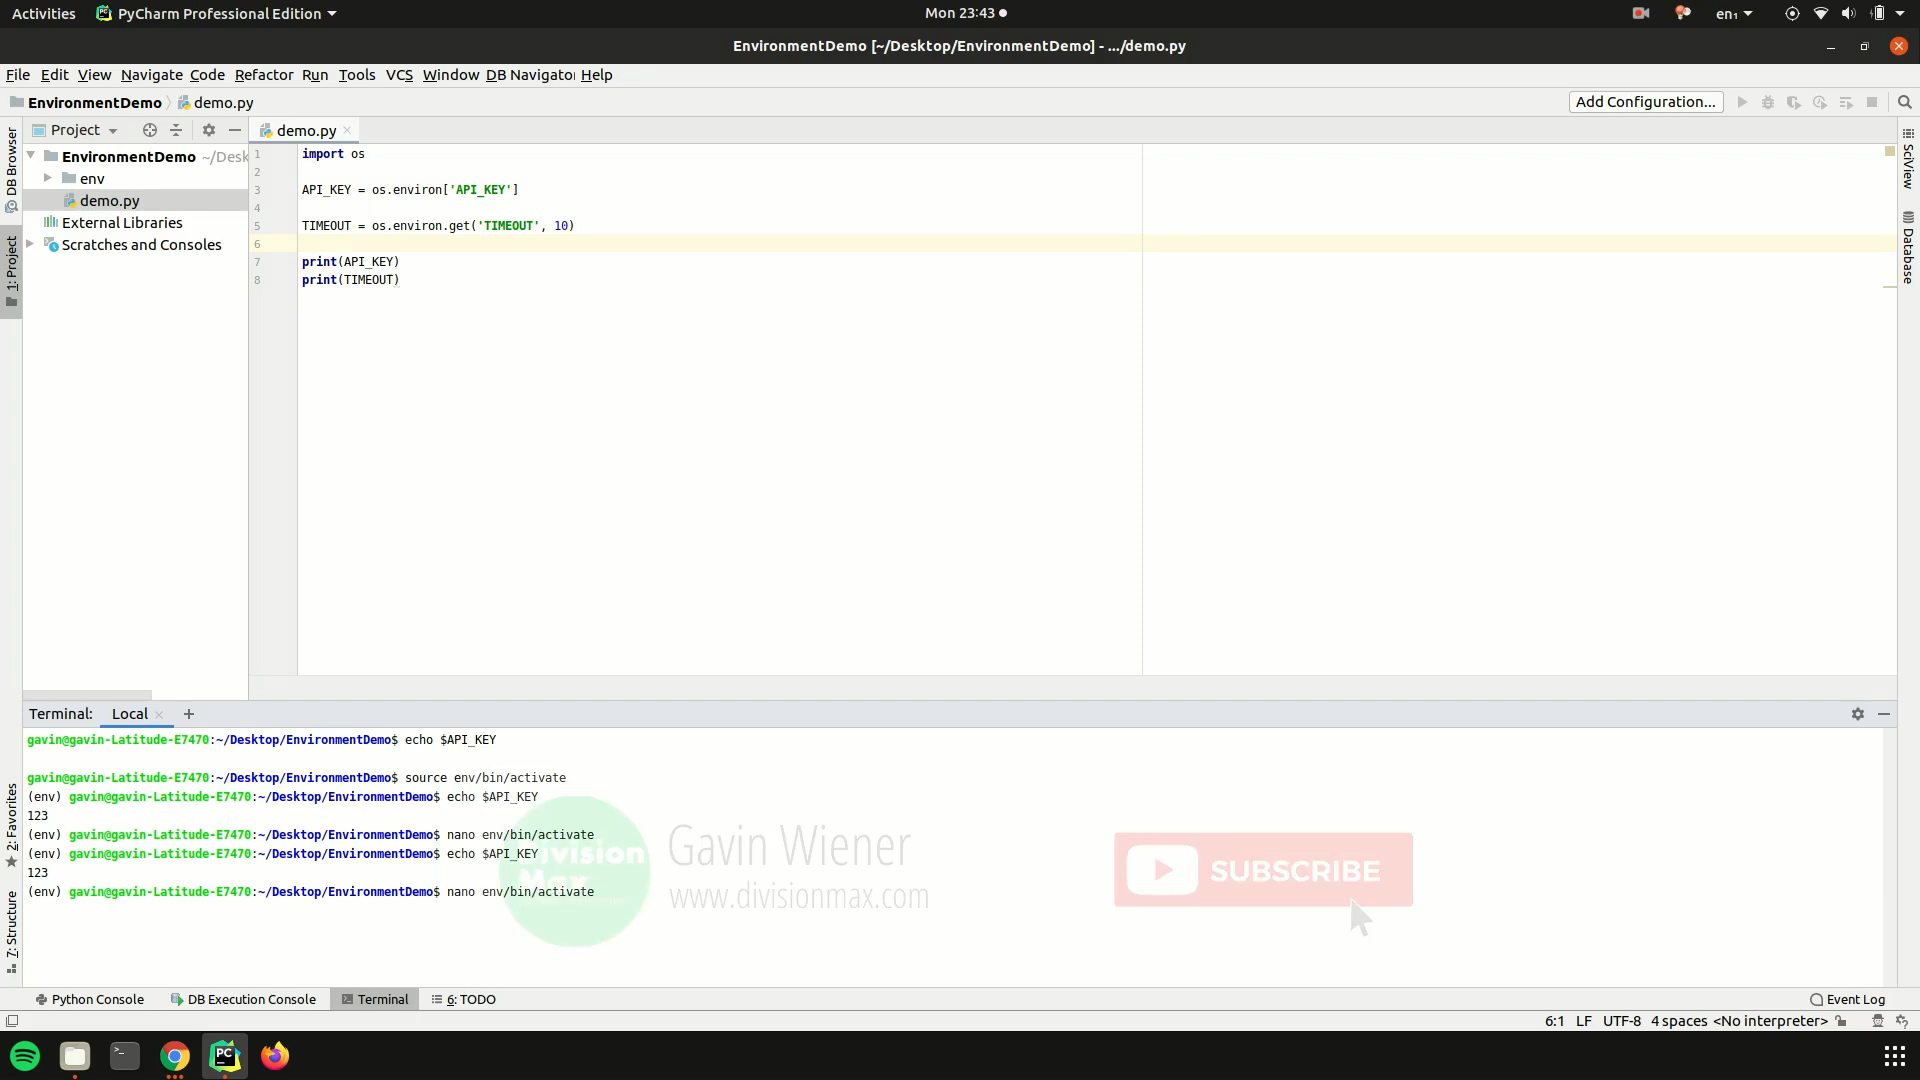 Activities PyCharm Professional Edition Mon 23:43 en₁
EnvironmentDemo [~/Desktop/EnvironmentDemo] - .../demo.py
File Edit View Navigate Code Refactor Run Tools VCS Window DB Navigator Help
EnvironmentDemo demo.py Add Configuration...
Project demo.py
EnvironmentDemo ~/Desk
env
demo.py
External Libraries
Scratches and Consoles
DB Browser
1: Project
2: Favorites
7: Structure
1 import os
2
3 API_KEY = os.environ['API_KEY']
4
5 TIMEOUT = os.environ.get('TIMEOUT', 10)
6
7 print(API_KEY)
8 print(TIMEOUT)
SciView
Database
Terminal: Local +
gavin@gavin-Latitude-E7470:~/Desktop/EnvironmentDemo$ echo $API_KEY
gavin@gavin-Latitude-E7470:~/Desktop/EnvironmentDemo$ source env/bin/activate
(env) gavin@gavin-Latitude-E7470:~/Desktop/EnvironmentDemo$ echo $API_KEY
123
(env) gavin@gavin-Latitude-E7470:~/Desktop/EnvironmentDemo$ nano env/bin/activate
(env) gavin@gavin-Latitude-E7470:~/Desktop/EnvironmentDemo$ echo $API_KEY
123
(env) gavin@gavin-Latitude-E7470:~/Desktop/EnvironmentDemo$ nano env/bin/activate
Division
Max
Gavin Wiener
www.divisionmax.com
SUBSCRIBE
Python Console DB Execution Console Terminal 6: TODO Event Log
6:1 LF UTF-8 4 spaces <No interpreter>
PC